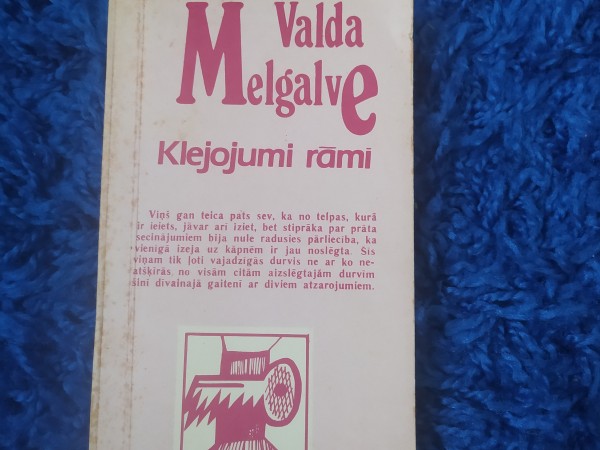 Valda
Melgalve
Klejojumi rāmī
Viņš gan teica pats sev, ka no telpas, kurā
ir ieiets, jāvar arī iziet, bet stiprāka par prāta
secinājumiem bija nule radusies pārliecība, ka
vienīgā izeja uz kāpnēm ir jau noslēgta. Šīs
viņam tik ļoti vajadzīgās durvis ne ar ko ne-
atšķīrās no visām citām aizslēgtajām durvīm
šinī dīvainajā gaitenī ar diviem atzarojumiem.